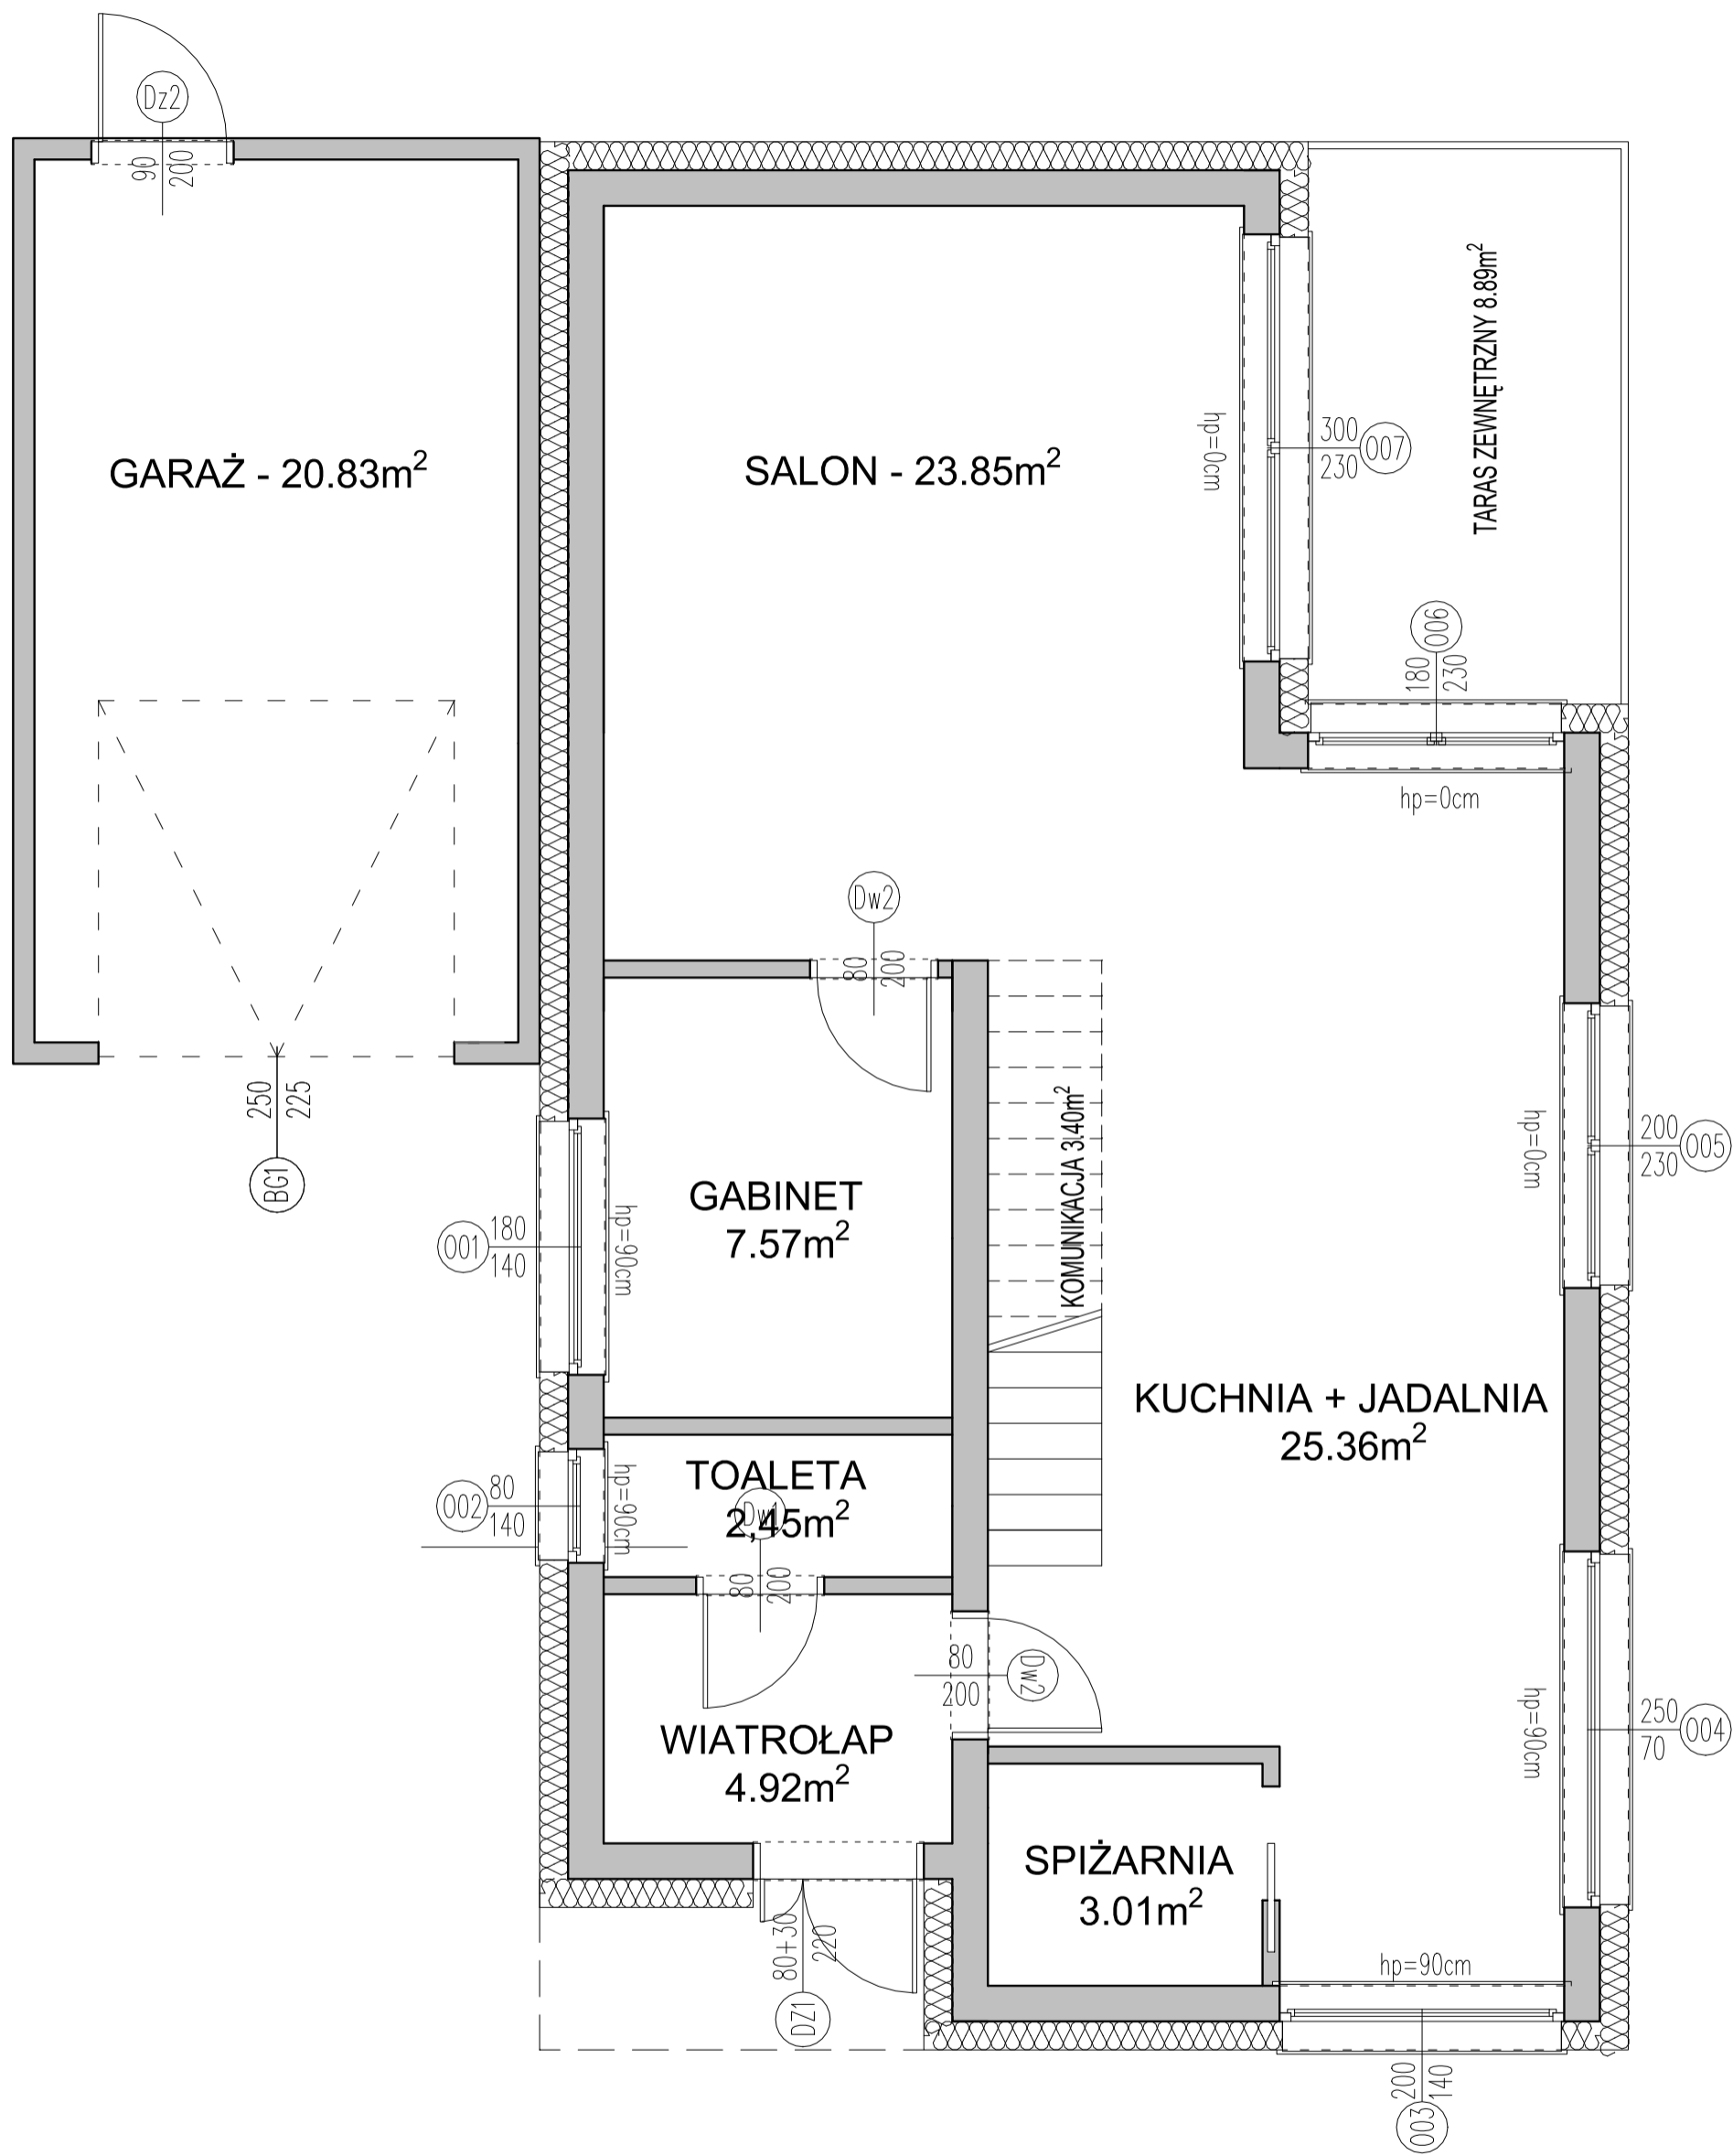 Dz2
90
200
GARAŻ - 20.83m²
SALON - 23.85m²
hp=0cm
300
230
007
TARAS ZEWNĘTRZNY 8.89m²
006
180
230
hp=0cm
Dw2
80
200
250
225
BG1
GABINET
7.57m²
001
180
140
hp=90cm
KOMUNIKACJA 3.40m²
hp=0cm
200
230
005
KUCHNIA + JADALNIA
25.36m²
TOALETA
2,45m²
Dw1
80
200
002
80
140
hp=90cm
80
200
Dw2
WIATROŁAP
4.92m²
hp=90cm
250
70
004
SPIŻARNIA
3.01m²
80+30
220
DZ1
hp=90cm
200
140
003